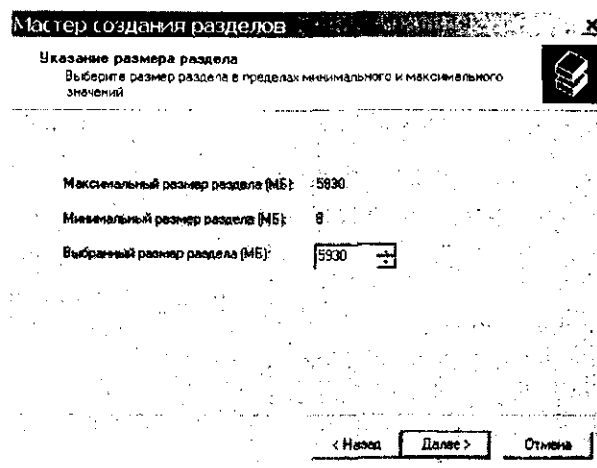 Мастер создания разделов
Указание размера раздела
Выберите размер раздела в пределах минимального и максимального
значений
Максимальный размер раздела (МБ): 5930
Минимальный размер раздела (МБ): 8
Выбранный размер раздела (МБ): 5930
< Назад Далее > Отмена